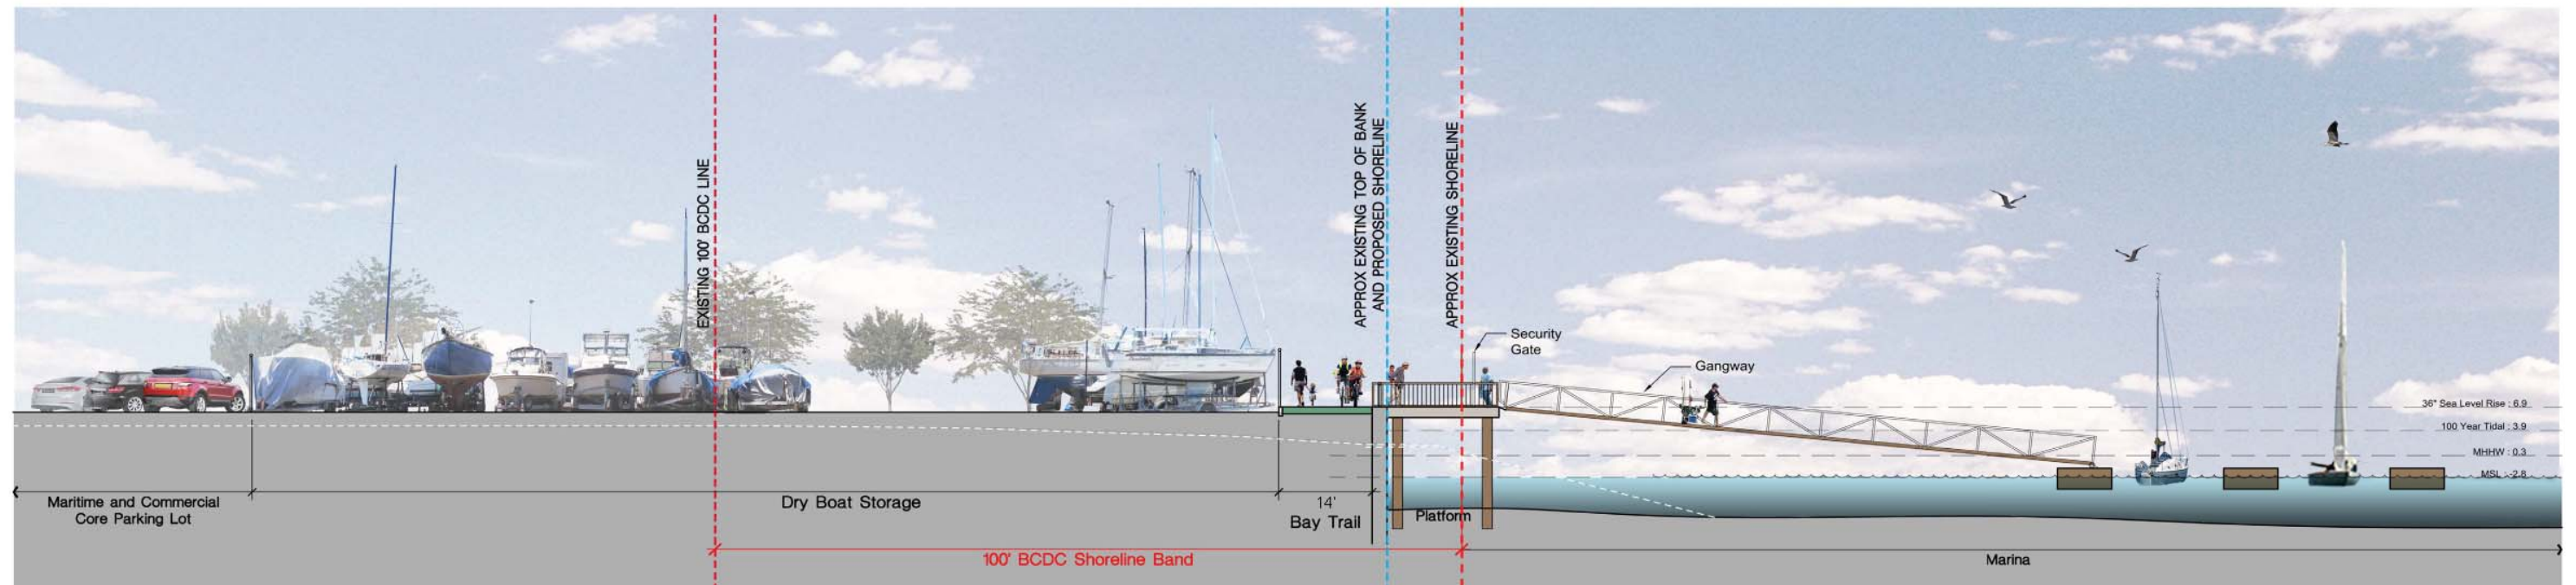 EXISTING 100' BCDC LINE
APPROX EXISTING TOP OF BANK
AND PROPOSED SHORELINE
APPROX EXISTING SHORELINE
Security
Gate
Gangway
36" Sea Level Rise : 6.9
100 Year Tidal : 3.9
MHHW : 0.3
MSL : -2.8
Maritime and Commercial
Core Parking Lot
Dry Boat Storage
14'
Bay Trail
Platform
100' BCDC Shoreline Band
Marina